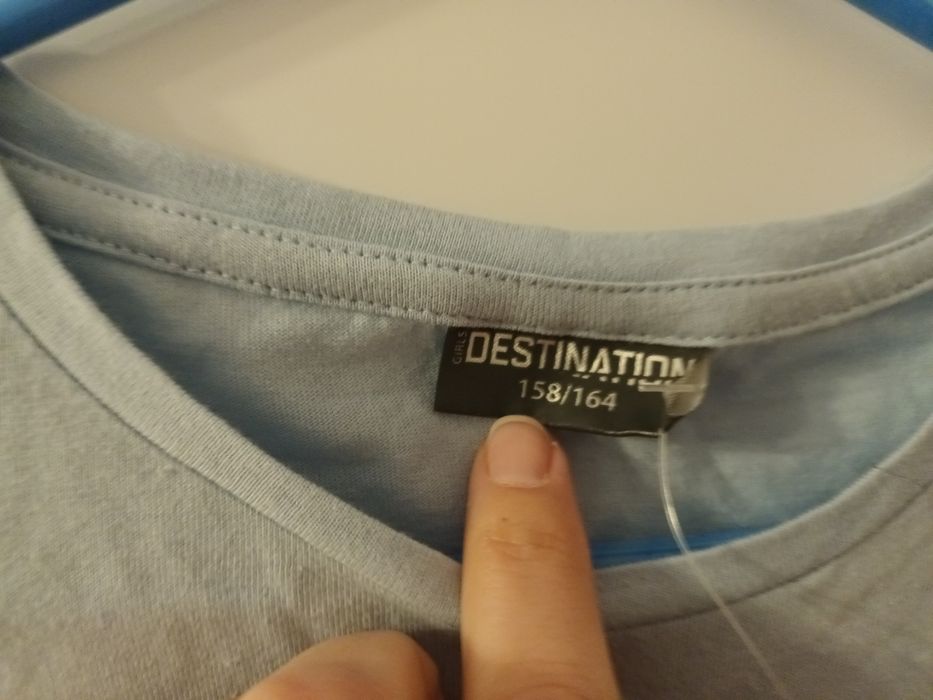 GIRLS
DESTINATION
158/164